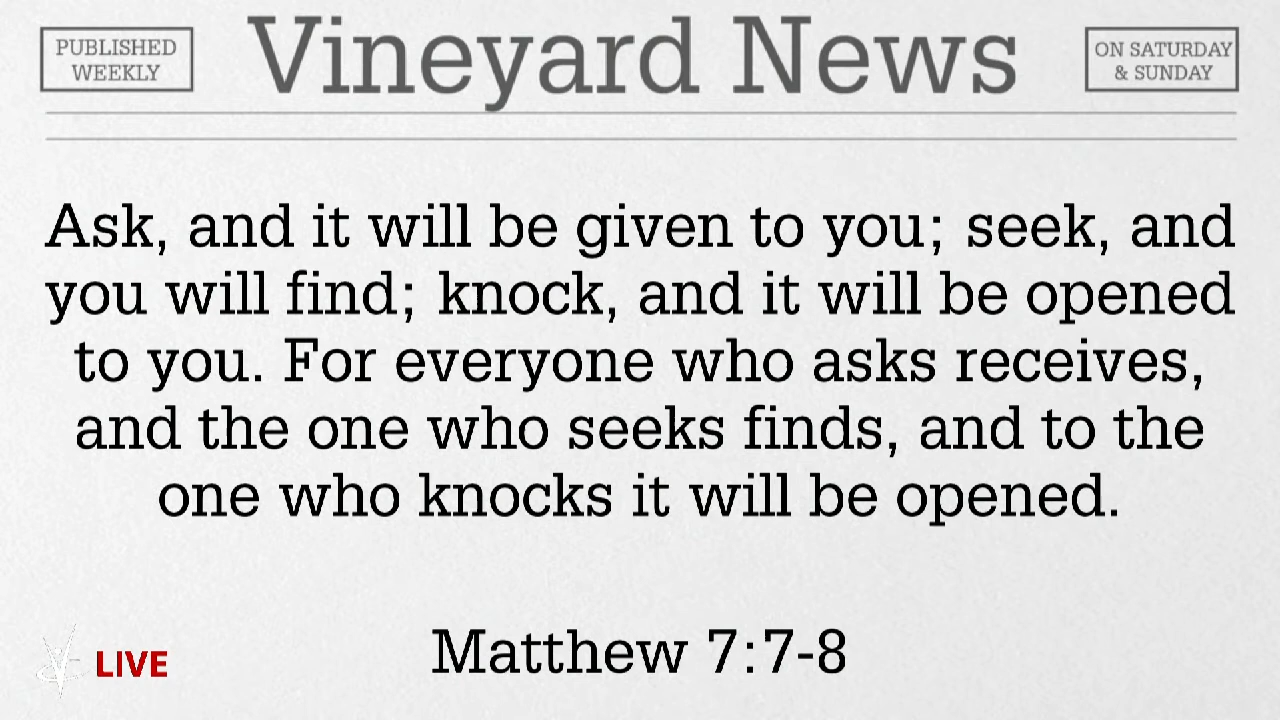 PUBLISHED
WEEKLY
Vineyard News
ON SATURDAY
& SUNDAY
Ask, and it will be given to you; seek, and
you will find; knock, and it will be opened
to you. For everyone who asks receives,
and the one who seeks finds, and to the
one who knocks it will be opened.
Matthew 7:7-8
LIVE